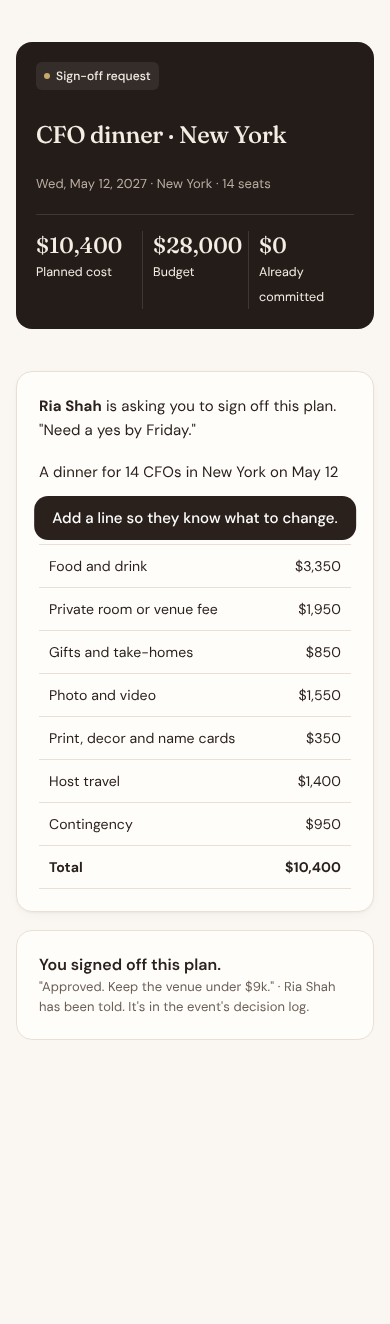 Sign-off request
CFO dinner · New York
Wed, May 12, 2027 · New York · 14 seats
$10,400 $28,000 $0
Planned cost Budget Already
committed
Ria Shah is asking you to sign off this plan.
"Need a yes by Friday."
A dinner for 14 CFOs in New York on May 12
Add a line so they know what to change.
Food and drink $3,350
Private room or venue fee $1,950
Gifts and take-homes $850
Photo and video $1,550
Print, decor and name cards $350
Host travel $1,400
Contingency $950
Total $10,400
You signed off this plan.
"Approved. Keep the venue under $9k." · Ria Shah
has been told. It's in the event's decision log.